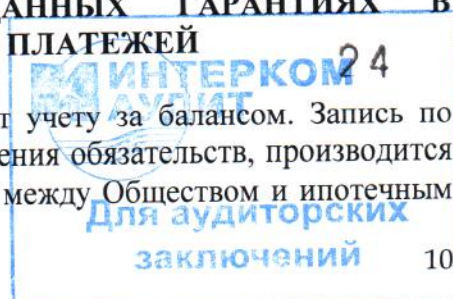 ДАННЫХ ГАРАНТИЯХ В
ПЛАТЕЖЕЙ
24
ИНТЕРКОМ
АУДИТ
т учету за балансом. Запись по
ения обязательств, производится
между Обществом и ипотечным
Для аудиторских
заключений
10